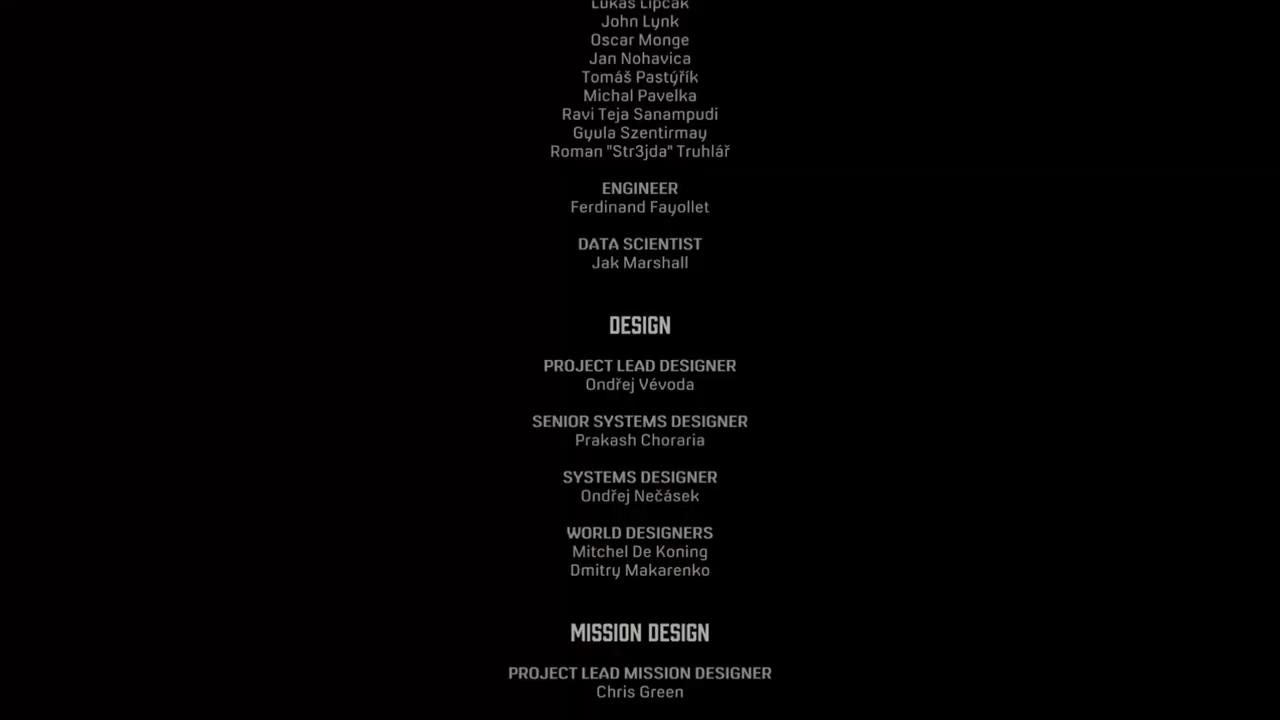 Lukáš Lipčák
John Lynk
Oscar Monge
Jan Nohavica
Tomáš Pastýřík
Michal Pavelka
Ravi Teja Sanampudi
Gyula Szentirmay
Roman "Str3jda" Truhlář
ENGINEER
Ferdinand Fayollet
DATA SCIENTIST
Jak Marshall
DESIGN
PROJECT LEAD DESIGNER
Ondřej Vévoda
SENIOR SYSTEMS DESIGNER
Prakash Choraria
SYSTEMS DESIGNER
Ondřej Nečásek
WORLD DESIGNERS
Mitchel De Koning
Dmitry Makarenko
MISSION DESIGN
PROJECT LEAD MISSION DESIGNER
Chris Green